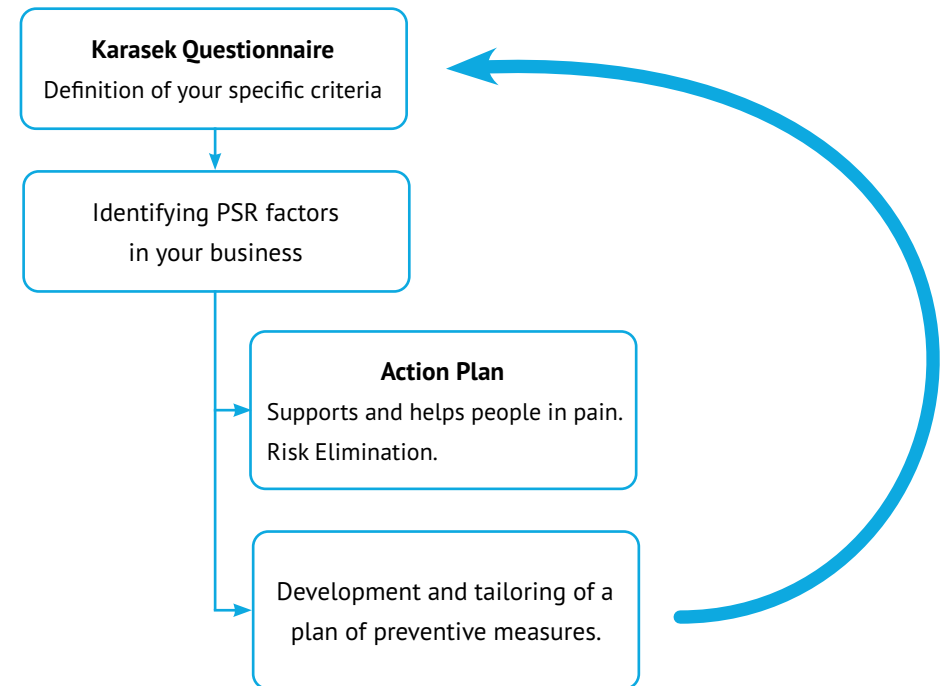 Karasek Questionnaire
Definition of your specific criteria
Identifying PSR factors
in your business
Action Plan
Supports and helps people in pain.
Risk Elimination.
Development and tailoring of a
plan of preventive measures.